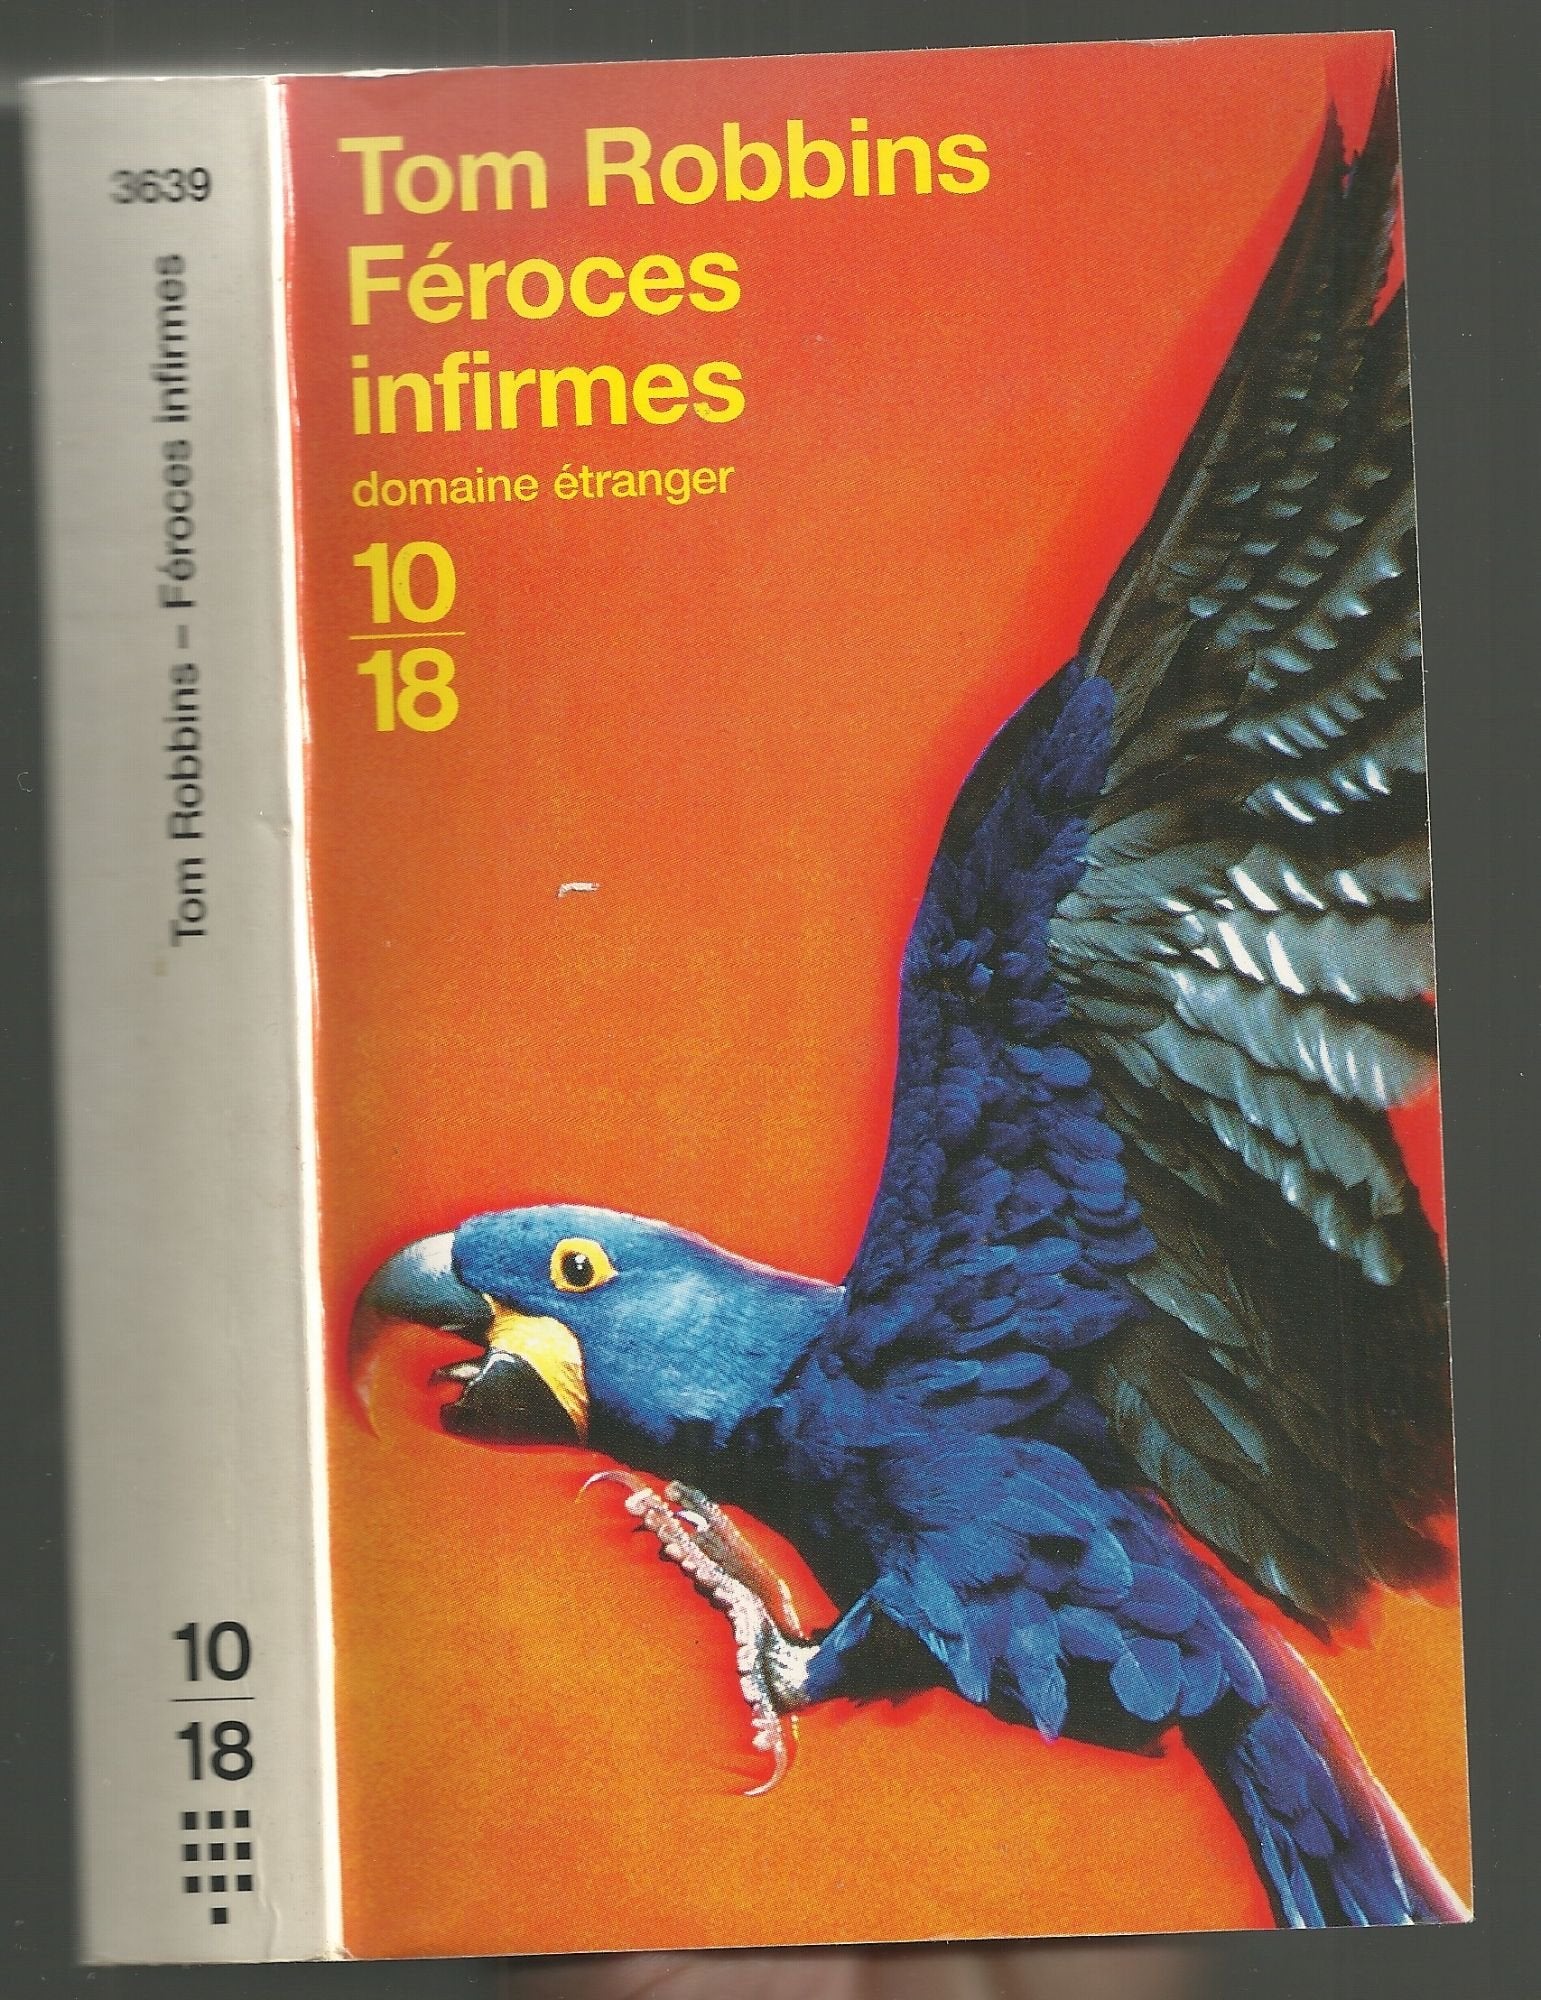 3639
Tom Robbins – Féroces infirmes
10
18
Tom Robbins
Féroces
infirmes
domaine étranger
10
18